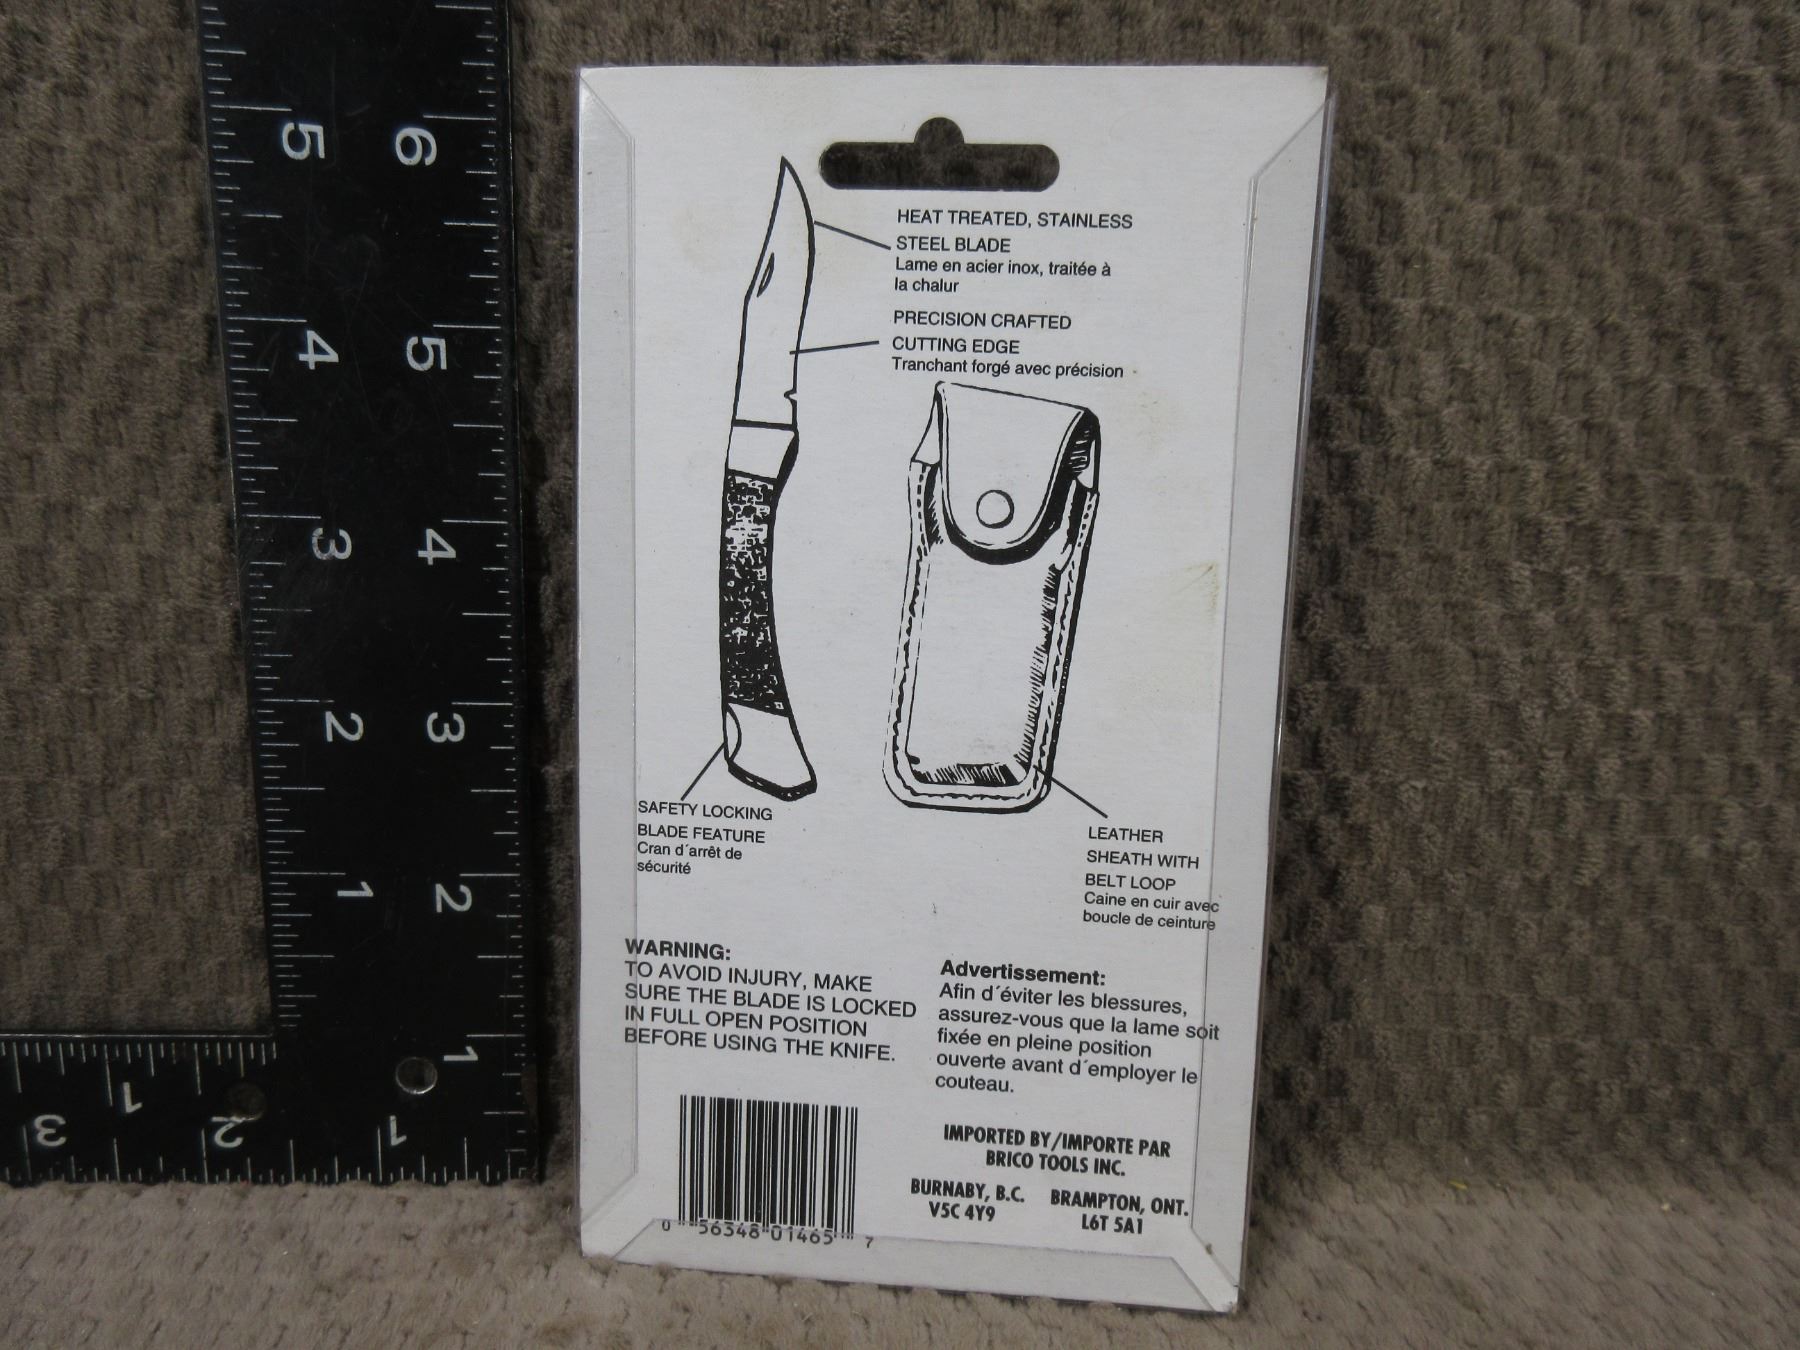 5 6
4 5
3 4
2 3
1 2
1
1
3 2 1
HEAT TREATED, STAINLESS
STEEL BLADE
Lame en acier inox, traitée à
la chalur
PRECISION CRAFTED
CUTTING EDGE
Tranchant forgé avec précision
SAFETY LOCKING
BLADE FEATURE
Cran d´arrêt de
sécurité
LEATHER
SHEATH WITH
BELT LOOP
Caine en cuir avec
boucle de ceinture
WARNING:
TO AVOID INJURY, MAKE
SURE THE BLADE IS LOCKED
IN FULL OPEN POSITION
BEFORE USING THE KNIFE.
Advertissement:
Afin d´éviter les blessures,
assurez-vous que la lame soit
fixée en pleine position
ouverte avant d´employer le
couteau.
0 56348 01465 7
IMPORTED BY/IMPORTE PAR
BRICO TOOLS INC.
BURNABY, B.C. BRAMPTON, ONT.
V5C 4Y9 L6T 5A1